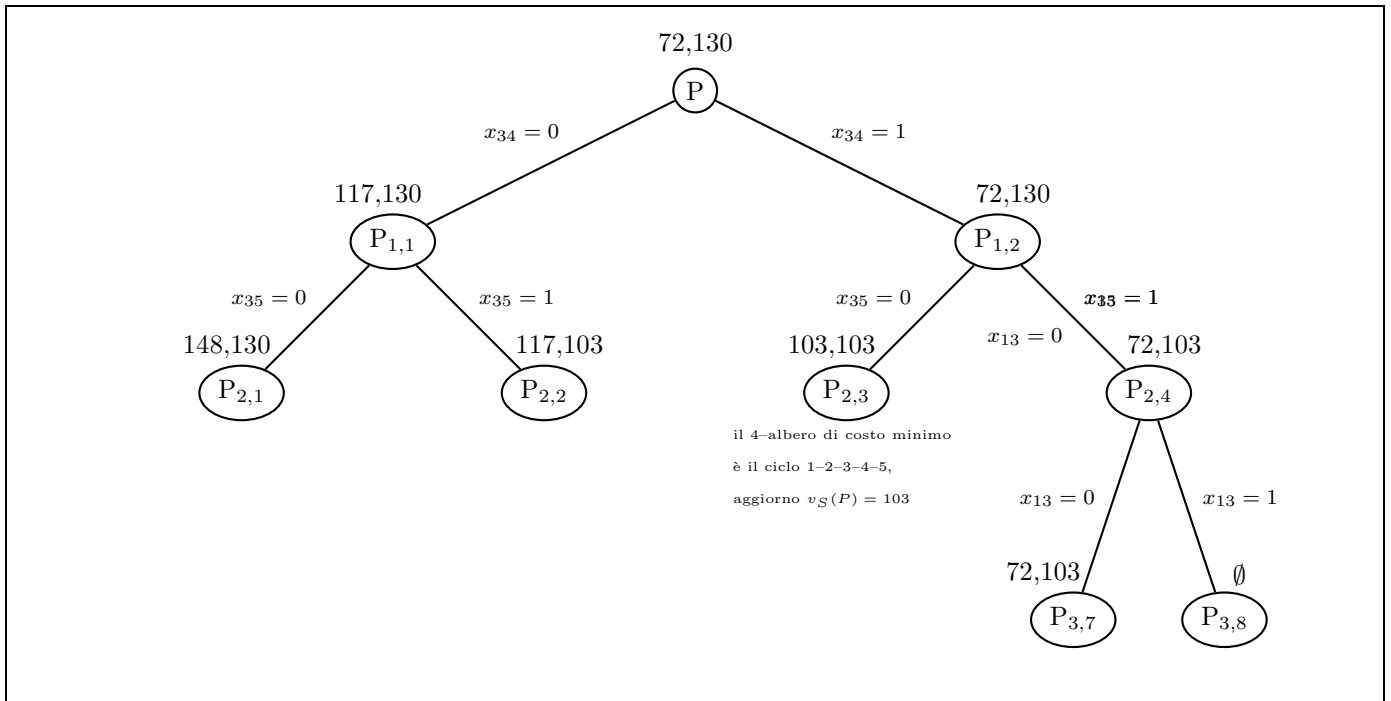 72,130
P
x34 = 0
x34 = 1
117,130
72,130
P1,1
P1,2
x35 = 0
x35 = 1
x35 = 0
x13 = 0
148,130
117,103
103,103
72,103
P2,1
P2,2
P2,3
P2,4
il 4–albero di costo minimo
è il ciclo 1–2–3–4–5,
aggiorno vS(P) = 103
x13 = 0
x13 = 1
72,103
∅
P3,7
P3,8